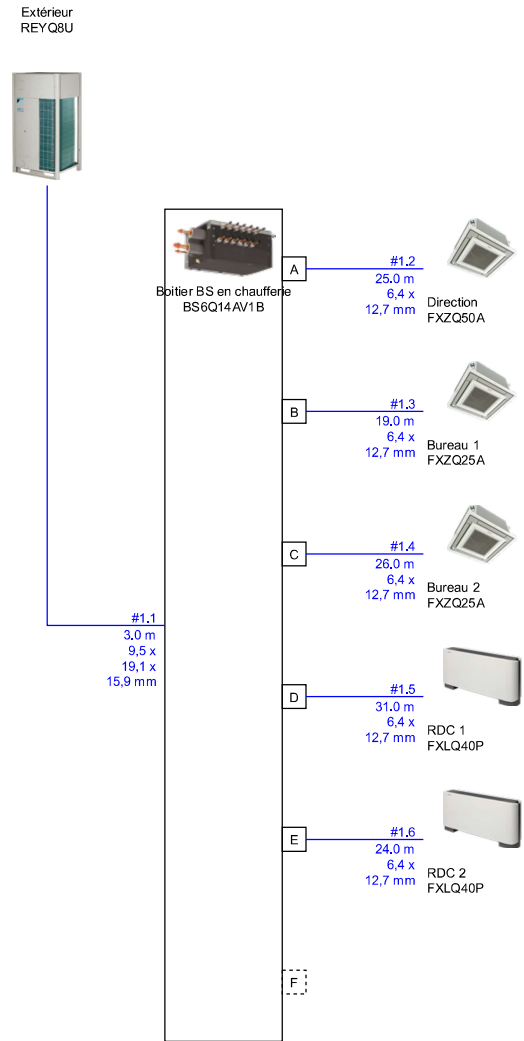 Extérieur
REYQ8U
Boitier BS en chaufferie
BS6Q14AV1B
A
#1.2
25.0 m
6,4 x
12,7 mm
Direction
FXZQ50A
B
#1.3
19.0 m
6,4 x
12,7 mm
Bureau 1
FXZQ25A
C
#1.4
26.0 m
6,4 x
12,7 mm
Bureau 2
FXZQ25A
#1.1
3.0 m
9,5 x
19,1 x
15,9 mm
D
#1.5
31.0 m
6,4 x
12,7 mm
RDC 1
FXLQ40P
E
#1.6
24.0 m
6,4 x
12,7 mm
RDC 2
FXLQ40P
F